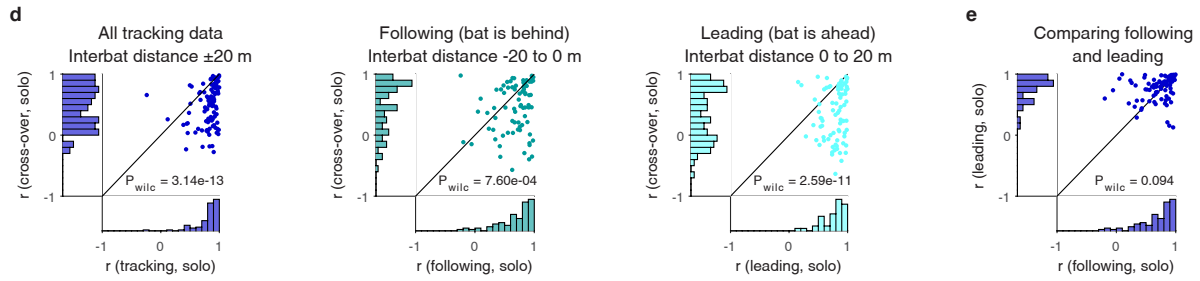 d
All tracking data
Interbat distance ±20 m
r (cross-over, solo)
1
0
-1
P wilc = 3.14e-13
-1 0 1
r (tracking, solo)
Following (bat is behind)
Interbat distance -20 to 0 m
r (cross-over, solo)
1
0
-1
P wilc = 7.60e-04
-1 0 1
r (following, solo)
Leading (bat is ahead)
Interbat distance 0 to 20 m
r (cross-over, solo)
1
0
-1
P wilc = 2.59e-11
-1 0 1
r (leading, solo)
e
Comparing following
and leading
r (leading, solo)
1
0
-1
P wilc = 0.094
-1 0 1
r (following, solo)